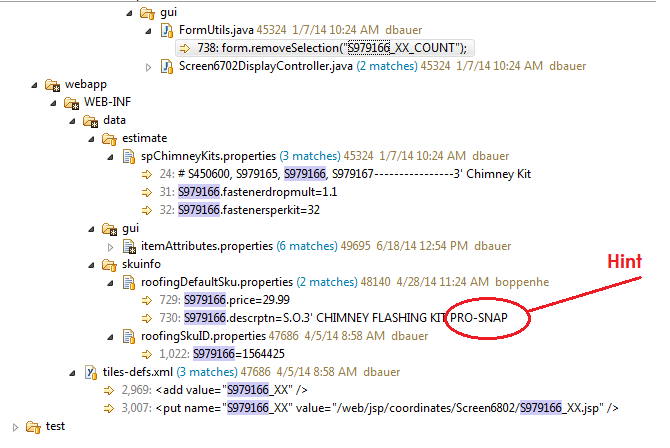 gui
FormUtils.java 45324 1/7/14 10:24 AM dbauer
738: form.removeSelection("S979166_XX_COUNT");
Screen6702DisplayController.java (2 matches) 45324 1/7/14 10:24 AM dbauer
webapp
WEB-INF
data
estimate
spChimneyKits.properties (3 matches) 45324 1/7/14 10:24 AM dbauer
24: # S450600, S979165, S979166, S979167----------------3' Chimney Kit
31: S979166.fastenerdropmult=1.1
32: S979166.fastenersperkit=32
gui
itemAttributes.properties (6 matches) 49695 6/18/14 12:54 PM dbauer
skuinfo
Hint
roofingDefaultSku.properties (2 matches) 48140 4/28/14 11:24 AM boppenhe
729: S979166.price=29.99
730: S979166.descrptn=S.O.3' CHIMNEY FLASHING KIT PRO-SNAP
roofingSkuID.properties 47686 4/5/14 8:58 AM dbauer
1,022: S979166=1564425
tiles-defs.xml (3 matches) 47686 4/5/14 8:58 AM dbauer
2,969: <add value="S979166_XX" />
3,007: <put name="S979166_XX" value="/web/jsp/coordinates/Screen6802/S979166_XX.jsp" />
test